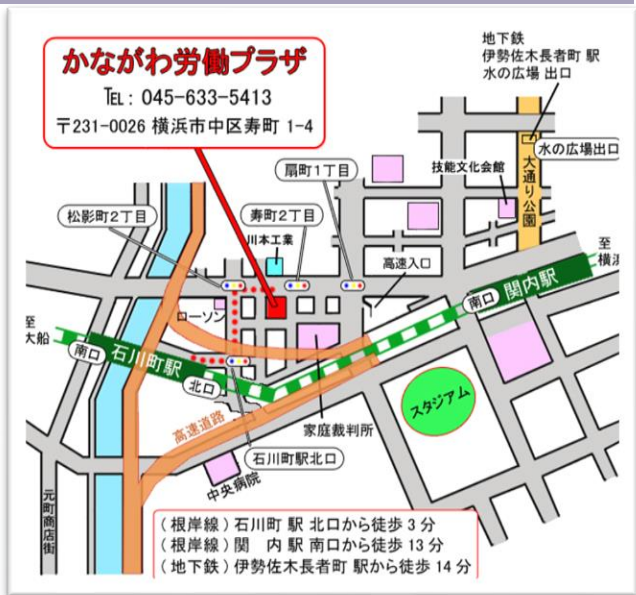 かながわ労働プラザ
TEL: 045-633-5413
〒231-0026 横浜市中区寿町 1-4
地下鉄
伊勢佐木長者町 駅
水の広場 出口
水の広場出口
大通り公園
技能文化会館
扇町1丁目
寿町2丁目
松影町2丁目
川本工業
高速入口
至
横浜
関内駅
南口
ローソン
至
大船
南口
石川町駅
北口
スタジアム
高速道路
家庭裁判所
石川町駅北口
中央病院
元町商店街
(根岸線)石川町 駅 北口から徒歩 3 分
(根岸線)関 内 駅 南口から徒歩 13 分
(地下鉄)伊勢佐木長者町 駅から徒歩 14 分